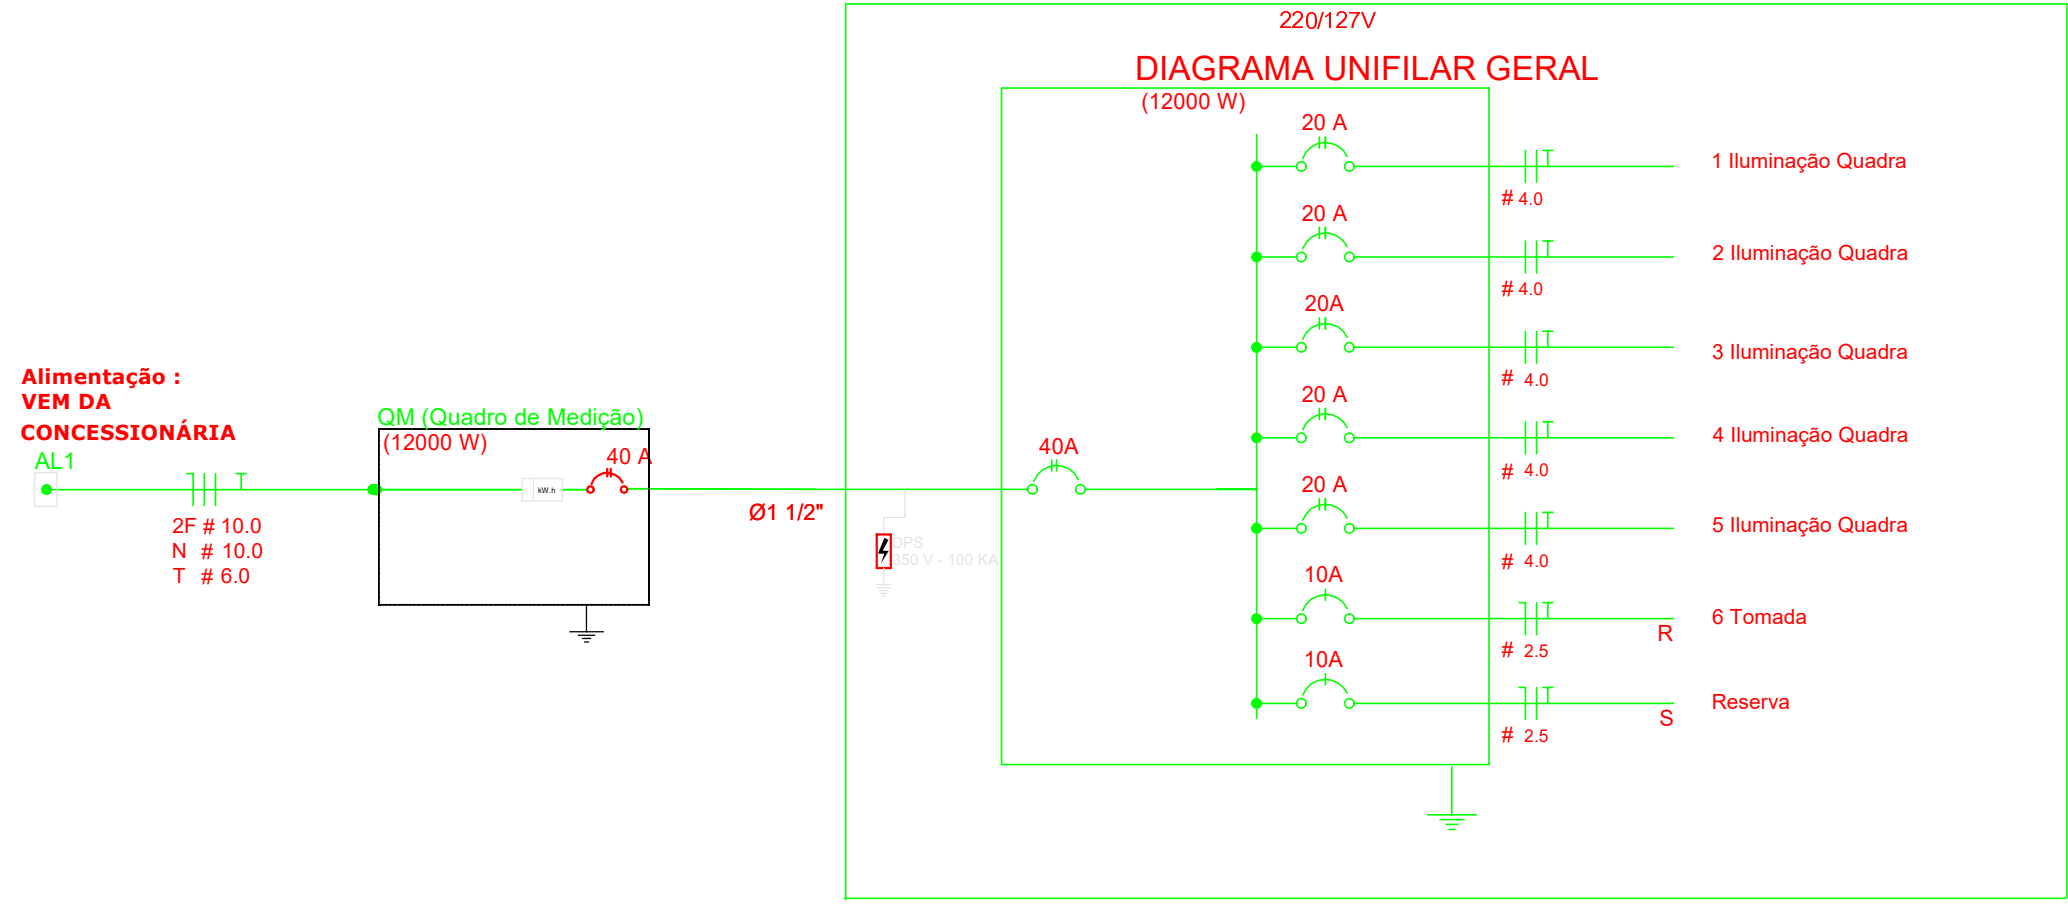 220/127V
DIAGRAMA UNIFILAR GERAL
(12000 W)
20 A
1 Iluminação Quadra
# 4.0
20 A
2 Iluminação Quadra
# 4.0
20A
3 Iluminação Quadra
# 4.0
20 A
4 Iluminação Quadra
# 4.0
20 A
5 Iluminação Quadra
# 4.0
10A
6 Tomada
R
# 2.5
10A
Reserva
S
# 2.5
Alimentação :
VEM DA
CONCESSIONÁRIA
AL1
2F # 10.0
N # 10.0
T # 6.0
QM (Quadro de Medição)
(12000 W)
40 A
kW.h
Ø1 1/2"
40A
DPS
350 V - 100 KA